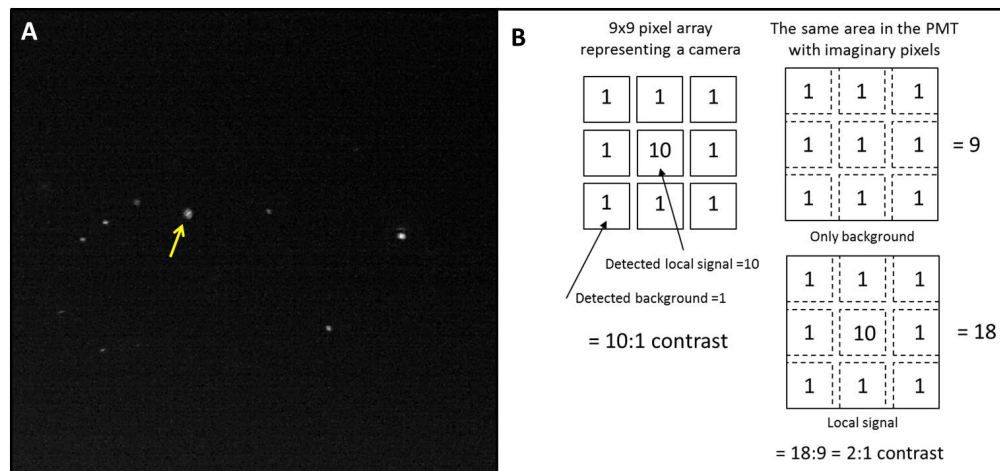 A
B
9x9 pixel array
representing a camera
1 1 1
1 10 1
1 1 1
Detected local signal =10
Detected background =1
= 10:1 contrast
The same area in the PMT
with imaginary pixels
1 1 1
1 1 1
1 1 1
= 9
Only background
1 1 1
1 10 1
1 1 1
= 18
Local signal
= 18:9 = 2:1 contrast